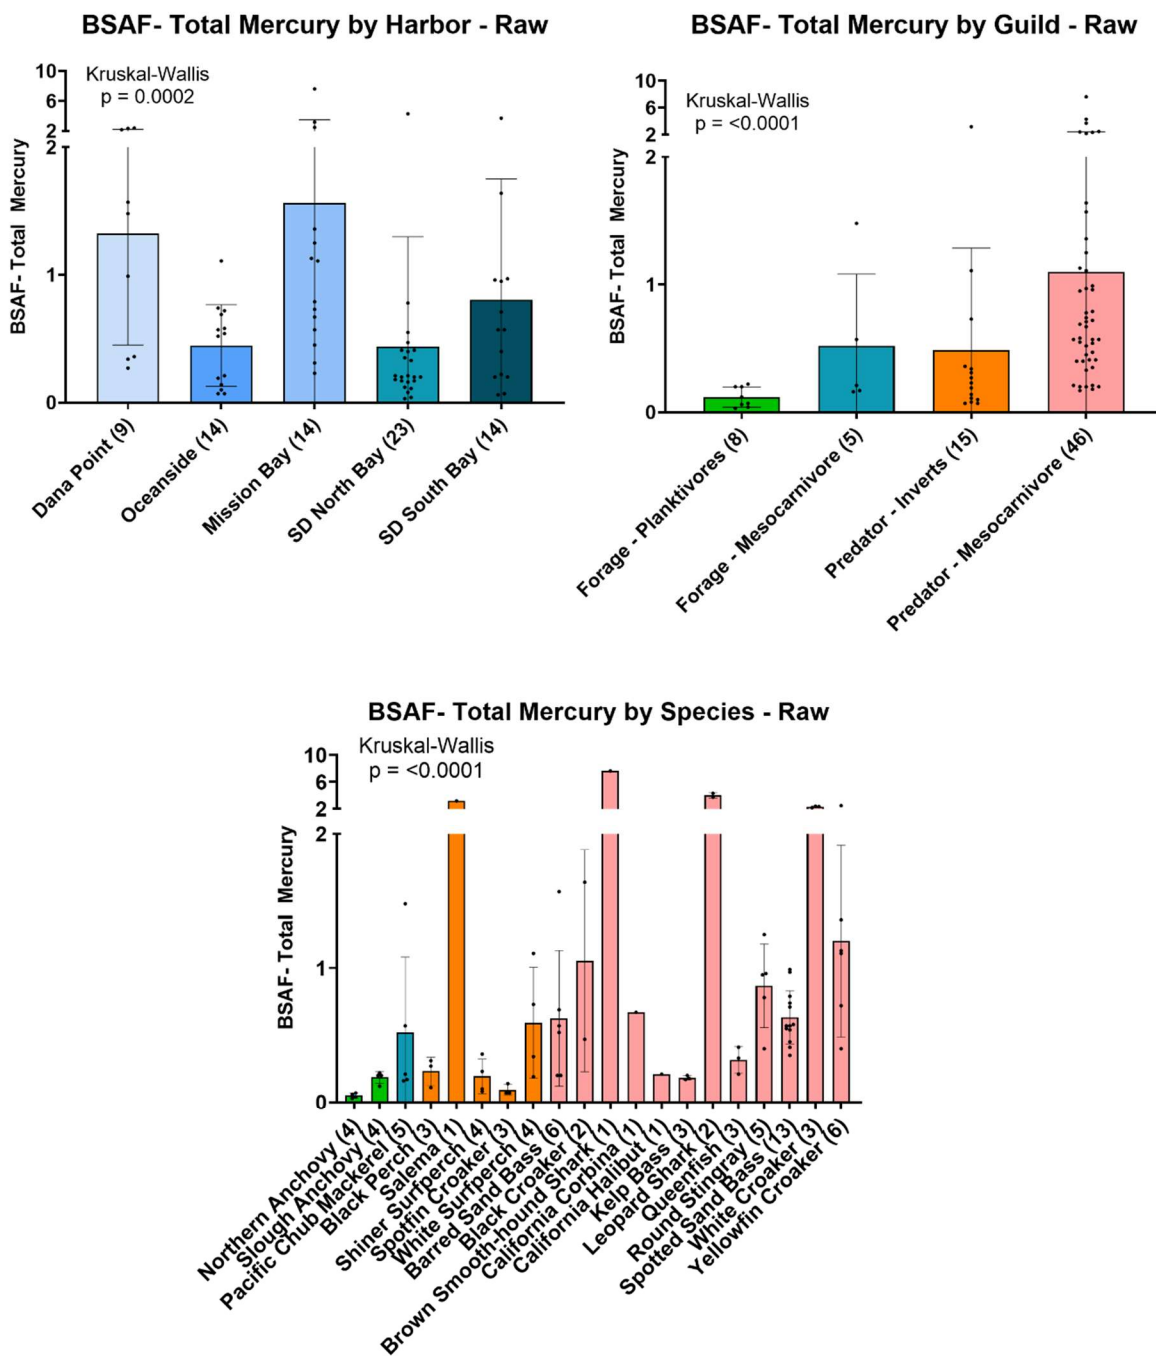 BSAF- Total Mercury by Harbor - Raw
Kruskal-Wallis
p = 0.0002
BSAF- Total Mercury
10
6
2
2
1
0
Dana Point (9)
Oceanside (14)
Mission Bay (14)
SD North Bay (23)
SD South Bay (14)
BSAF- Total Mercury by Guild - Raw
Kruskal-Wallis
p = <0.0001
BSAF- Total Mercury
10
6
2
2
1
0
Forage - Planktivores (8)
Forage - Mesocarnivore (5)
Predator - Inverts (15)
Predator - Mesocarnivore (46)
BSAF- Total Mercury by Species - Raw
Kruskal-Wallis
p = <0.0001
BSAF- Total Mercury
10
6
2
2
1
0
Northern Anchovy (4)
Slough Anchovy (4)
Pacific Chub Mackerel (5)
Black Perch (3)
Salema (1)
Shiner Surfperch (4)
Spotfin Croaker (3)
White Surfperch (4)
Barred Sand Bass (6)
Black Croaker (2)
Brown Smooth-hound Shark (1)
California Corbina (1)
California Halibut (1)
Kelp Bass (3)
Leopard Shark (2)
Queenfish (3)
Round Stingray (5)
Spotted Sand Bass (13)
White Croaker (3)
Yellowfin Croaker (6)